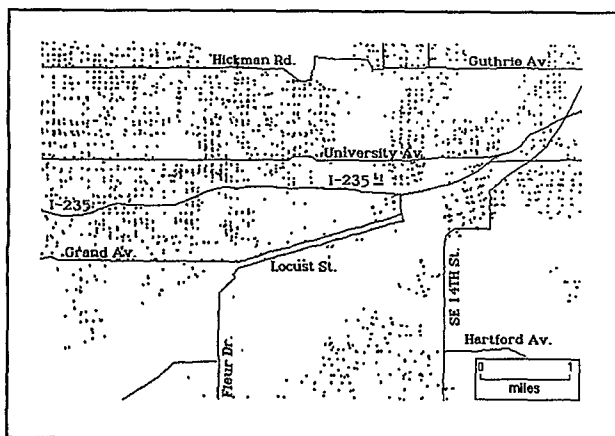 Hickman Rd.
Guthrie Av.
University Av.
I-235
I-235
Grand Av.
Locust St.
Fleur Dr.
SE 14TH St.
Hartford Av.
0 1
miles